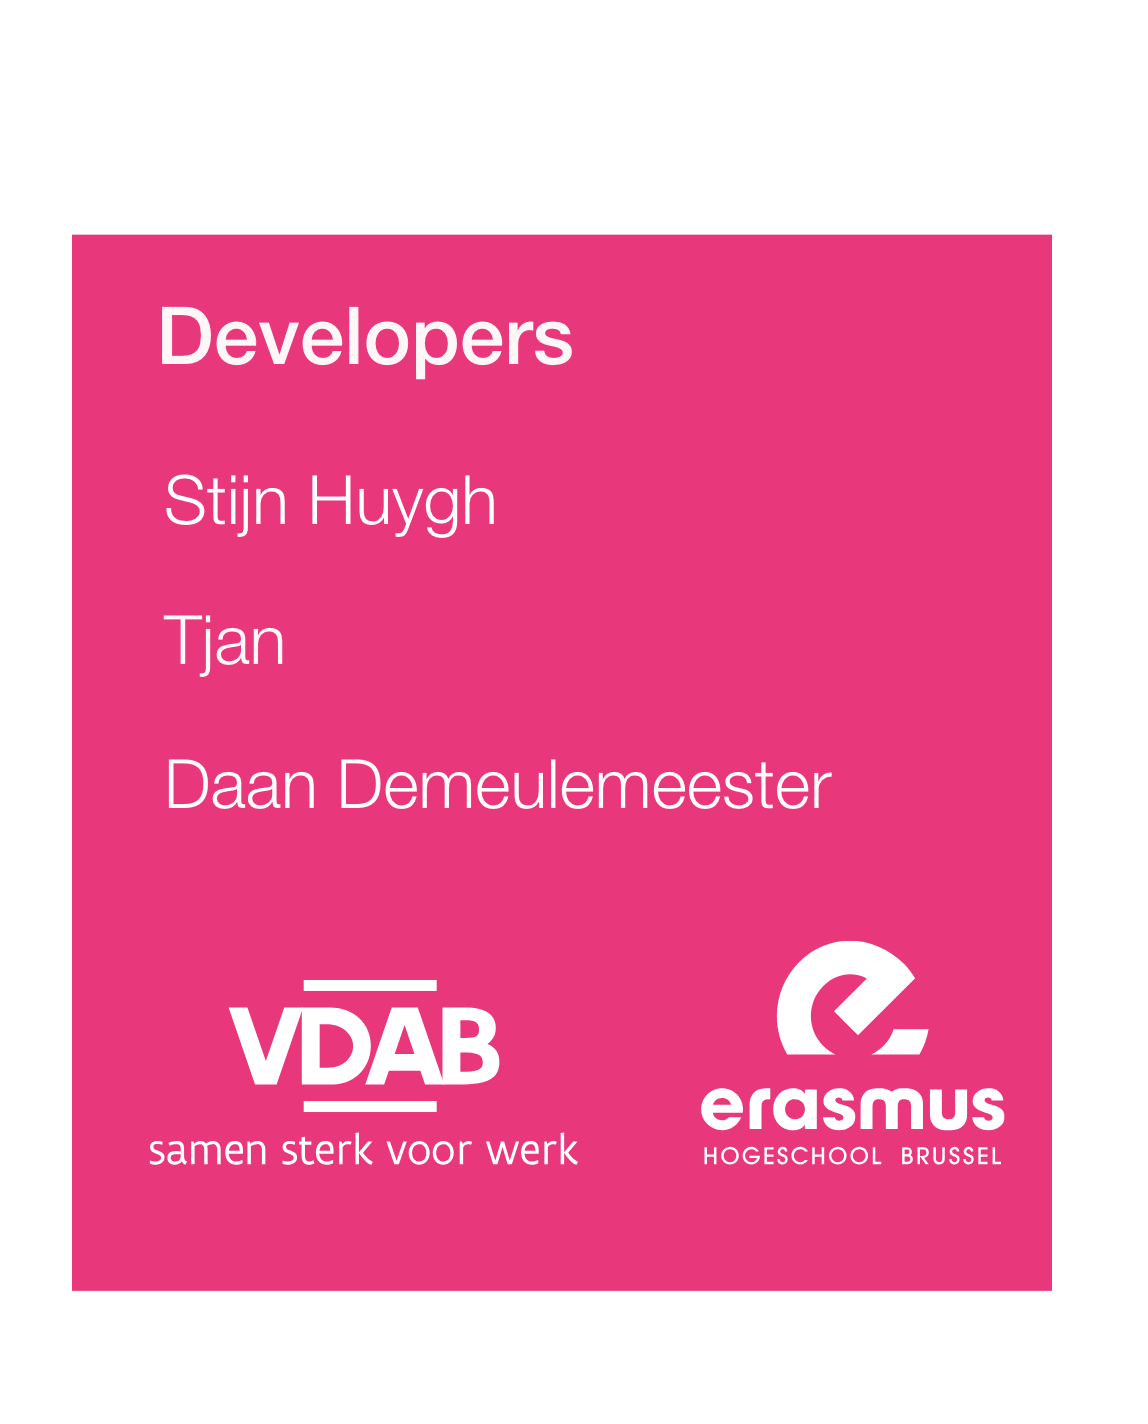 Developers
Stijn Huygh
Tjan
Daan Demeulemeester
VDAB
samen sterk voor werk
erasmus
HOGESCHOOL BRUSSEL